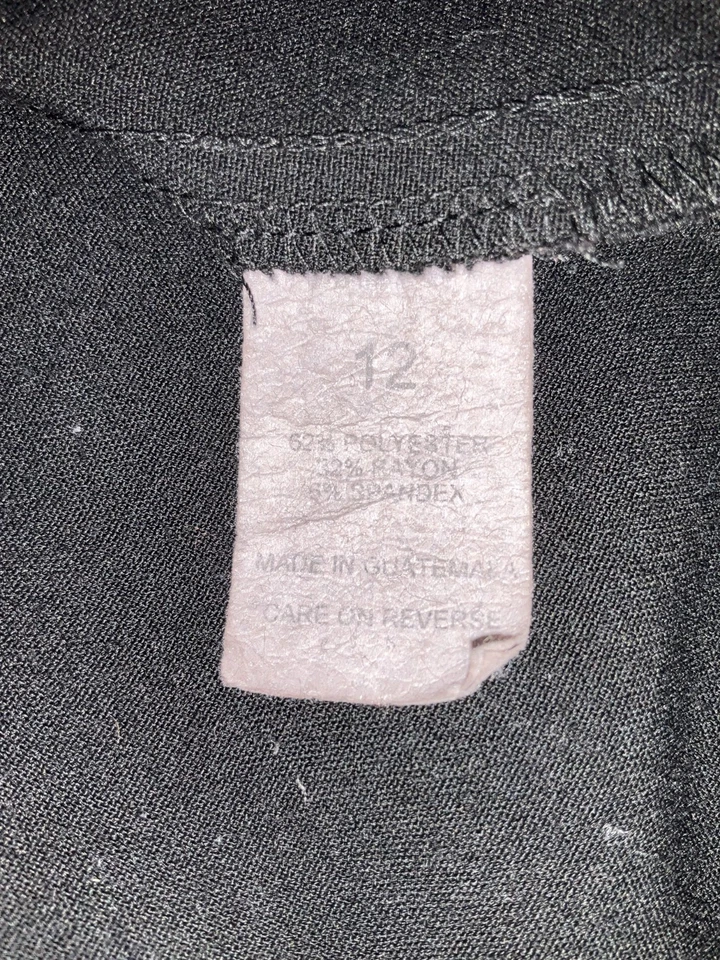 12
62% POLYESTER
32% RAYON
6% SPANDEX
MADE IN GUATEMALA
CARE ON REVERSE